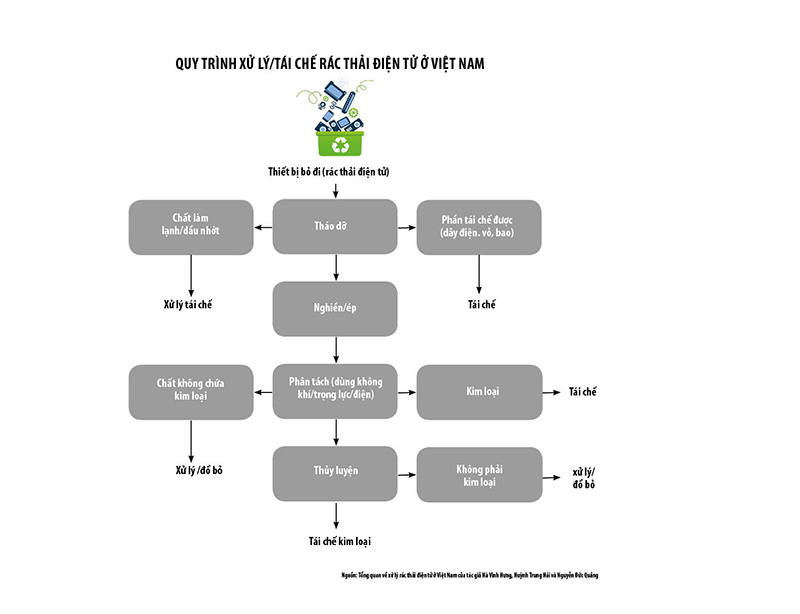 QUY TRÌNH XỬ LÝ/TÁI CHẾ RÁC THẢI ĐIỆN TỬ Ở VIỆT NAM
Thiết bị bỏ đi (rác thải điện tử)
Chất làm
lạnh/dầu nhớt
Tháo dỡ
Phần tái chế được
(dây điện. vỏ, bao)
Xử lý tái chế
Tái chế
Nghiền/ép
Chất không chứa
kim loại
Phân tách (dùng không
khí/trọng lực/điện)
Kim loại
Tái chế
Xử lý /đổ bỏ
Thủy luyện
Không phải
kim loại
xử lý/
đổ bỏ
Tái chế kim loại
Nguồn: Tổng quan về xử lý rác thải điện tử ở Việt Nam của tác giả Hà Vĩnh Hưng, Huỳnh Trung Hải và Nguyễn Đức Quảng